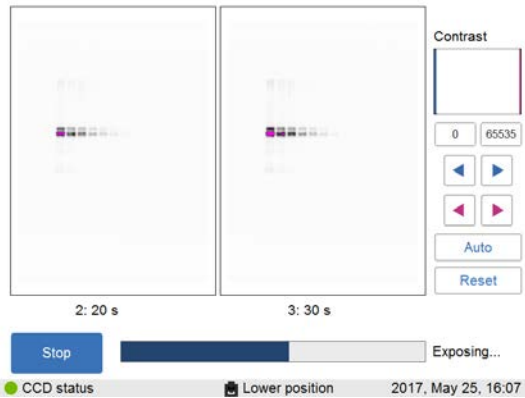 Contrast
0 65535
Auto
Reset
2: 20 s 3: 30 s
Stop Exposing...
CCD status Lower position 2017, May 25, 16:07